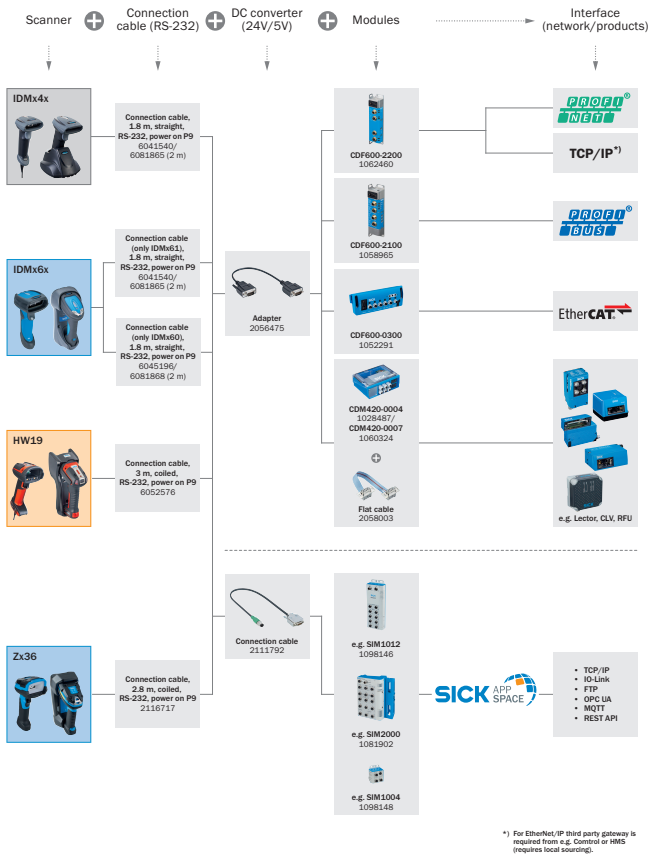 Scanner
Connection
cable (RS-232)
DC converter
(24V/5V)
Modules
Interface
(network/products)
IDMx4x
Connection cable,
1.8 m, straight,
RS-232, power on P9
6041540/
6081865 (2 m)
IDMx6x
Connection cable
(only IDMx61),
1.8 m, straight,
RS-232, power on P9
6041540/
6081865 (2 m)
Connection cable
(only IDMx60),
1.8 m, straight,
RS-232, power on P9
6045196/
6081868 (2 m)
HW19
Connection cable,
3 m, coiled,
RS-232, power on P9
6052576
Zx36
Connection cable,
2.8 m, coiled,
RS-232, power on P9
2116717
Adapter
2056475
Connection cable
2111792
CDF600-2200
1062460
CDF600-2100
1058965
CDF600-0300
1052291
CDM420-0004
1028487/
CDM420-0007
1060324
Flat cable
2058003
e.g. SIM1012
1098146
e.g. SIM2000
1081902
e.g. SIM1004
1098148
PROFI
NET®
TCP/IP*)
PROFI
BUS®
EtherCAT®
SICK
e.g. Lector, CLV, RFU
SICK APP
SPACE
• TCP/IP
• IO-Link
• FTP
• OPC UA
• MQTT
• REST API
*) For EtherNet/IP third party gateway is
required from e.g. Comtrol or HMS
(requires local sourcing).